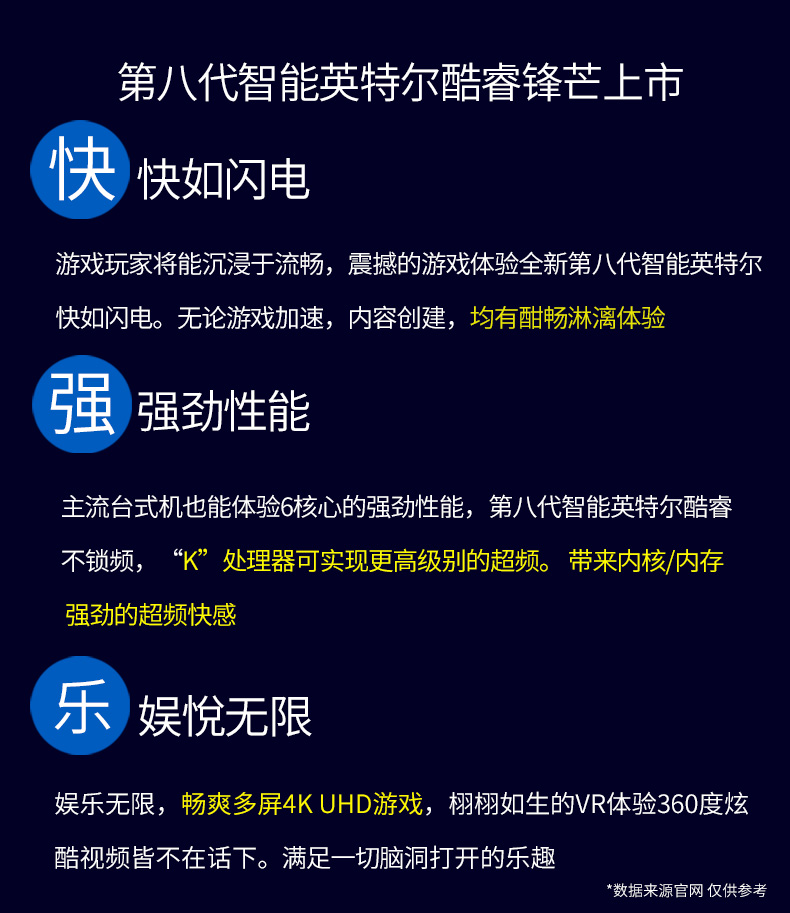 第八代智能英特尔酷睿锋芒上市
快 快如闪电
游戏玩家将能沉浸于流畅，震撼的游戏体验全新第八代智能英特尔
快如闪电。无论游戏加速，内容创建，均有酣畅淋漓体验
强 强劲性能
主流台式机也能体验6核心的强劲性能，第八代智能英特尔酷睿
不锁频，“K”处理器可实现更高级别的超频。 带来内核/内存
强劲的超频快感
乐 娱悦无限
娱乐无限，畅爽多屏4K UHD游戏，栩栩如生的VR体验360度炫
酷视频皆不在话下。满足一切脑洞打开的乐趣
*数据来源官网 仅供参考